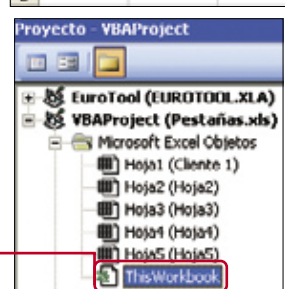 Proyecto - VBAProject
EuroTool (EUROTOOL.XLA)
VBAProject (Pestañas.xls)
Microsoft Excel Objetos
Hoja1 (Cliente 1)
Hoja2 (Hoja2)
Hoja3 (Hoja3)
Hoja4 (Hoja4)
Hoja5 (Hoja5)
ThisWorkbook